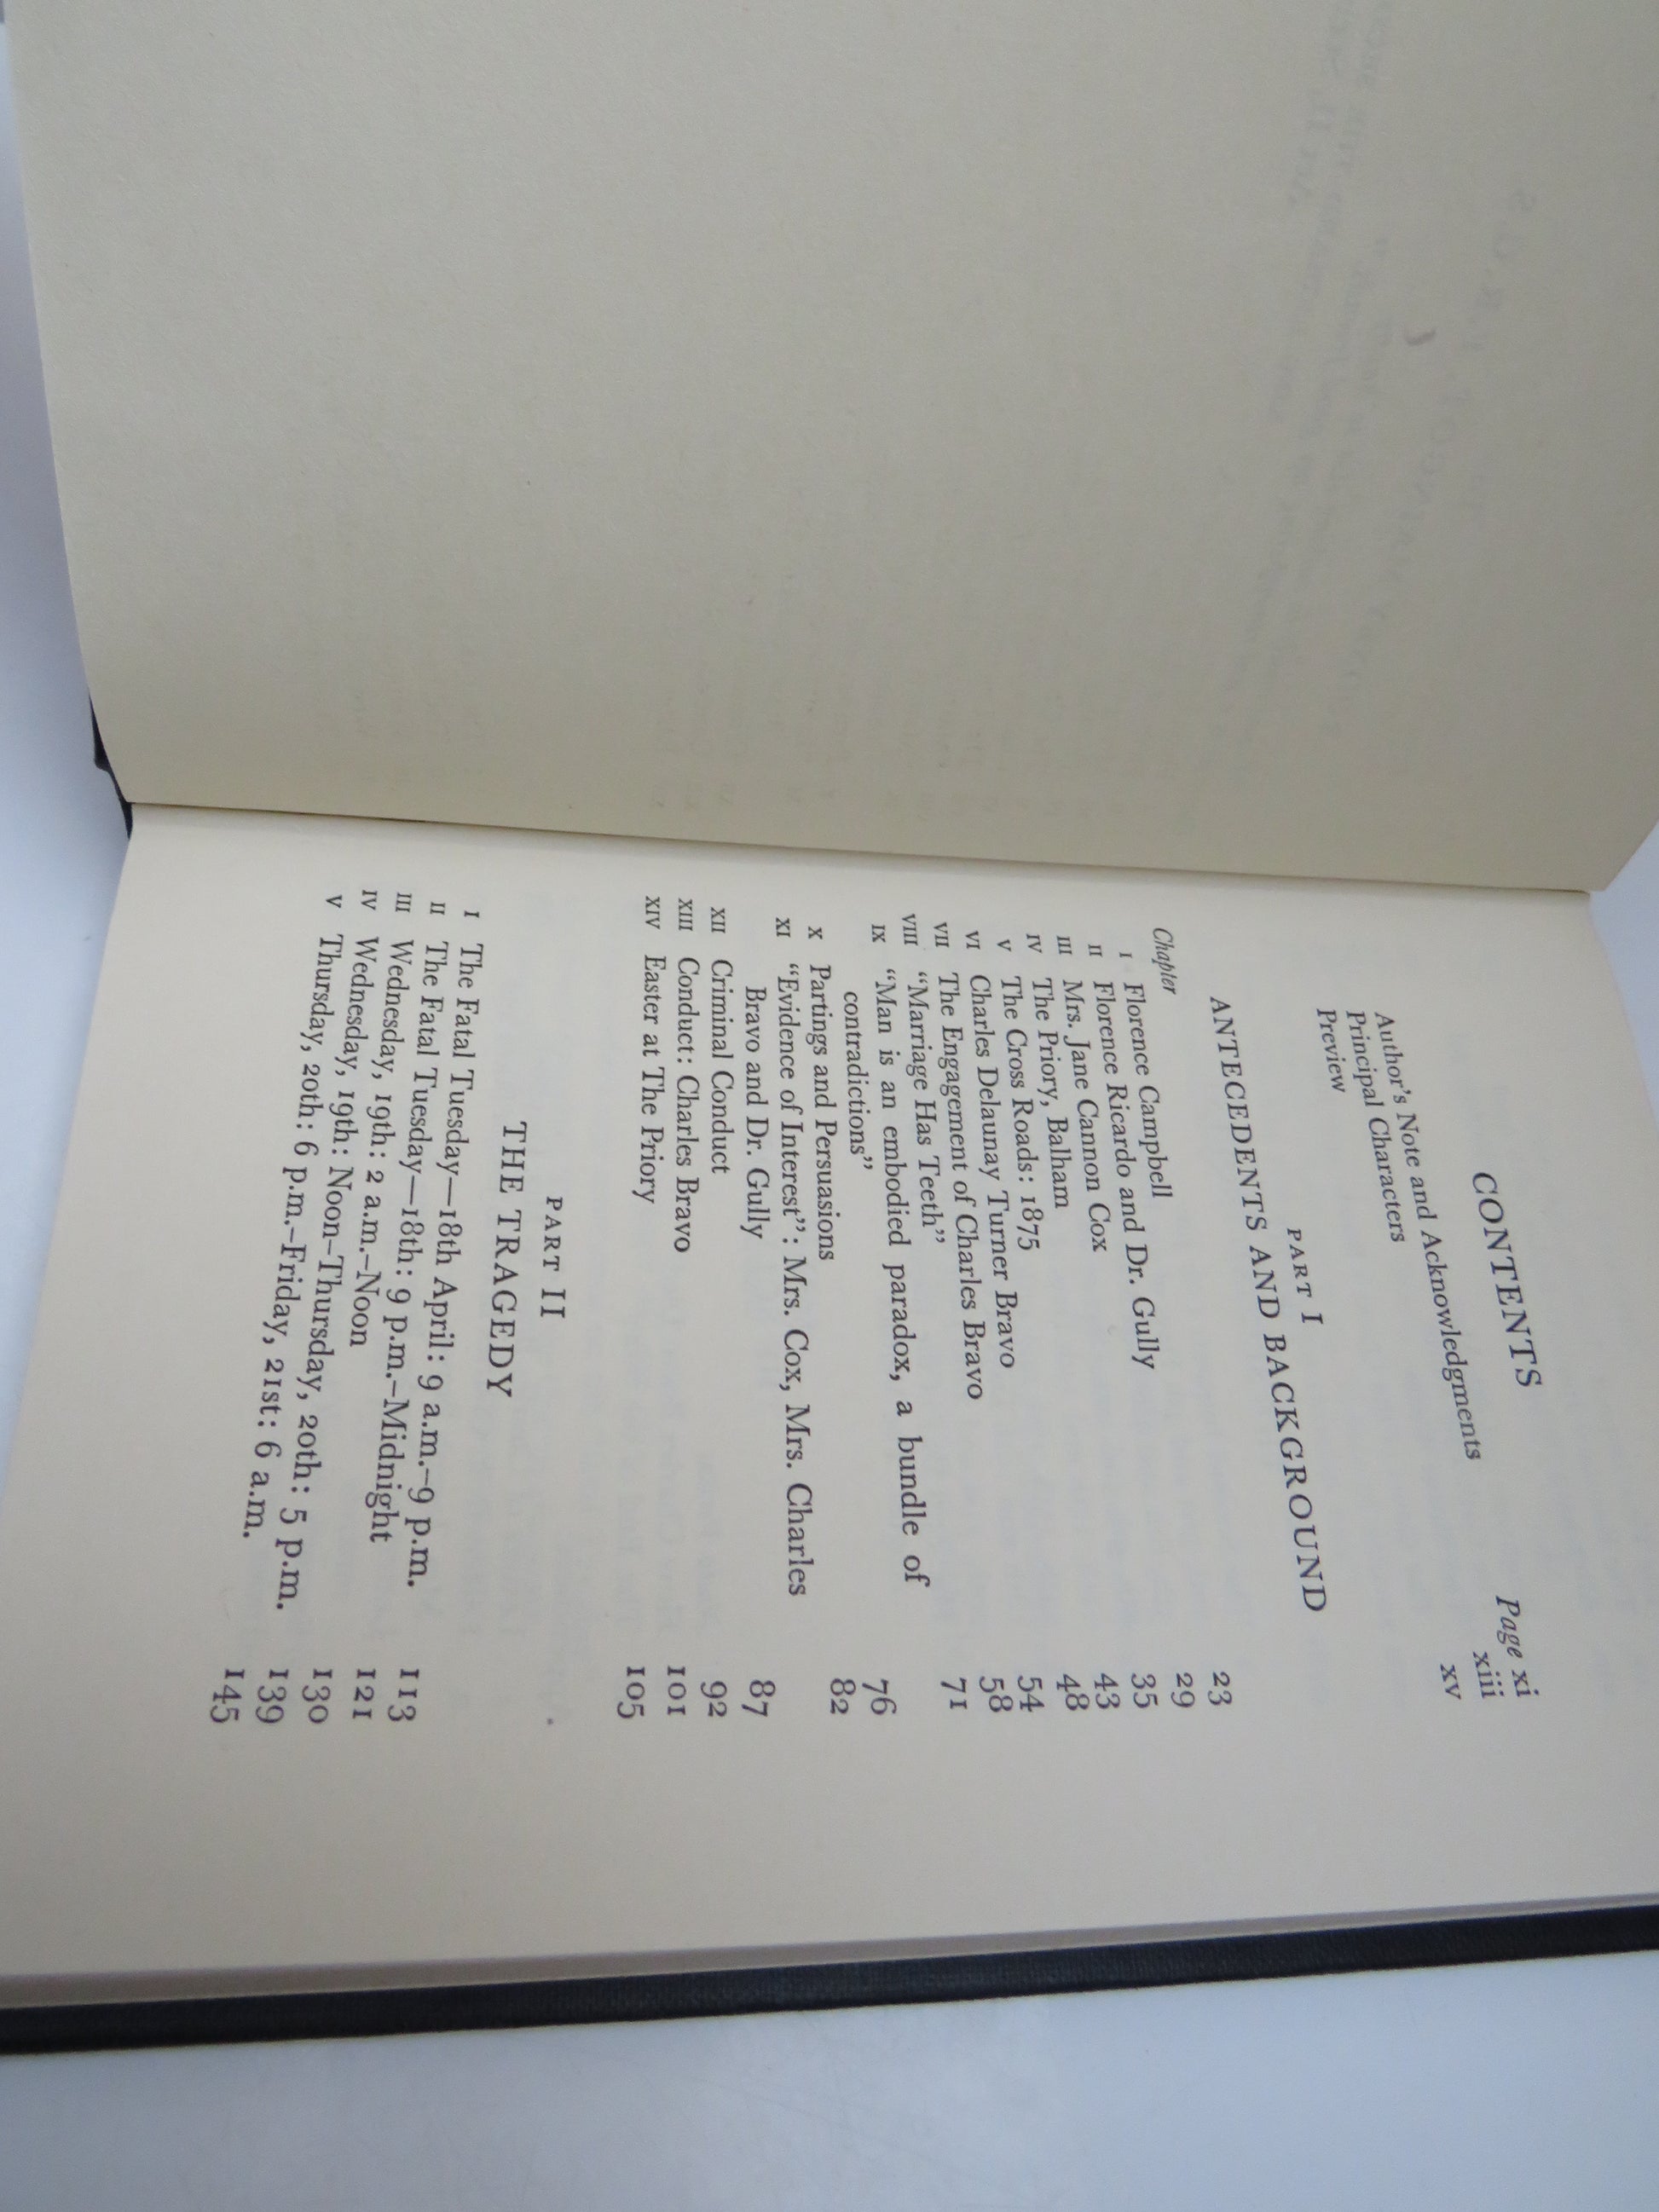 CONTENTS
Page xi
Author's Note and Acknowledgments
xiii
Principal Characters
xv
Preview
PART I
ANTECEDENTS AND BACKGROUND
Chapter
I Florence Campbell 23
II Florence Ricardo and Dr. Gully 29
III Mrs. Jane Cannon Cox 35
IV The Priory, Balham 43
V The Cross Roads: 1875 48
VI Charles Delaunay Turner Bravo 54
VII The Engagement of Charles Bravo 58
VIII “Marriage Has Teeth” 71
IX “Man is an embodied paradox, a bundle of
contradictions” 76
X Partings and Persuasions 82
XI “Evidence of Interest”: Mrs. Cox, Mrs. Charles
Bravo and Dr. Gully 87
XII Criminal Conduct 92
XIII Conduct: Charles Bravo 101
XIV Easter at The Priory 105
PART II
THE TRAGEDY
I The Fatal Tuesday—18th April: 9 a.m.–9 p.m. 113
II The Fatal Tuesday—18th: 9 p.m.–Midnight 121
III Wednesday, 19th: 2 a.m.–Noon 130
IV Wednesday, 19th: Noon–Thursday, 20th: 5 p.m. 139
V Thursday, 20th: 6 p.m.–Friday, 21st: 6 a.m. 145